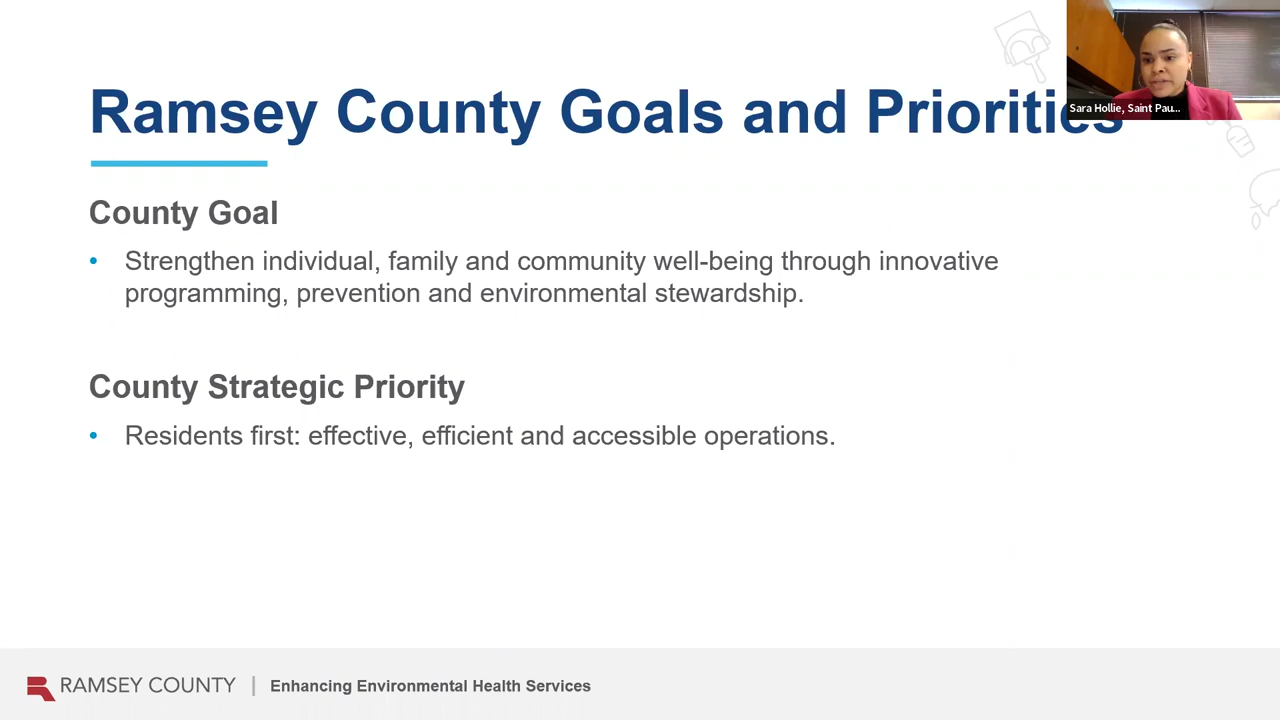 Ramsey County Goals and Priorities
Sara Hollie, Saint Pau...
County Goal
• Strengthen individual, family and community well-being through innovative
programming, prevention and environmental stewardship.
County Strategic Priority
• Residents first: effective, efficient and accessible operations.
RAMSEY COUNTY | Enhancing Environmental Health Services